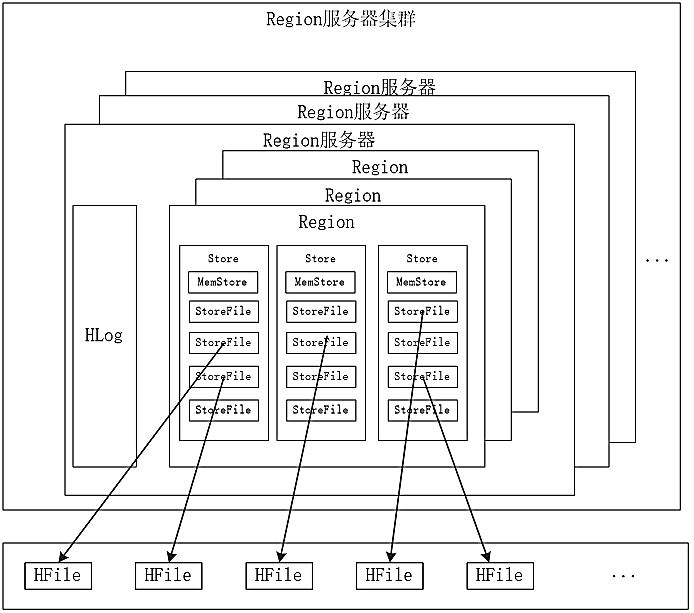 Region服务器集群
Region服务器
Region服务器
Region服务器
Region
Region
Region
HLog
Store Store Store
MemStore MemStore MemStore
StoreFile StoreFile StoreFile
StoreFile StoreFile StoreFile
StoreFile StoreFile StoreFile
StoreFile StoreFile StoreFile
...
HFile HFile HFile HFile HFile ...